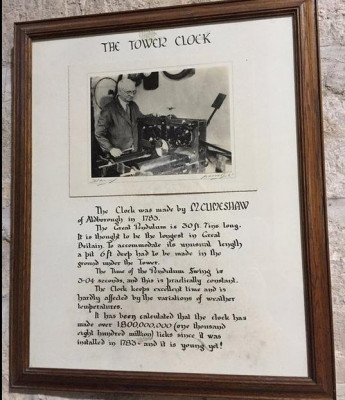 THE TOWER CLOCK
The Clock was made by
of Aldborough in 1783.
The Great Pendulum is 30ft 7ins long.
It is thought to be the longest in Great
Britain. To accommodate its unusual length
a pit 6ft deep had to be made in the
ground under the Tower.
The Time of the Pendulum Swing is
3·04 seconds, and this is practically constant.
The Clock keeps excellent time and is
hardly affected by the variations of weather
temperatures.
It has been calculated that the clock has
made over 1,800,000,000 (one thousand
eight hundred million) ticks since it was
installed in 1783 - and it is young yet!